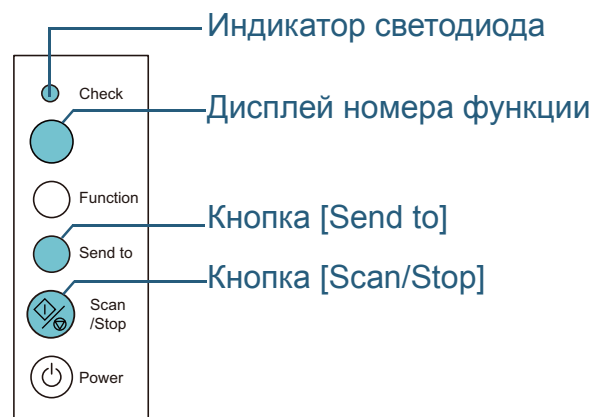 Индикатор светодиода
Check
Дисплей номера функции
Function
Кнопка [Send to]
Send to
Кнопка [Scan/Stop]
Scan
/Stop
Power